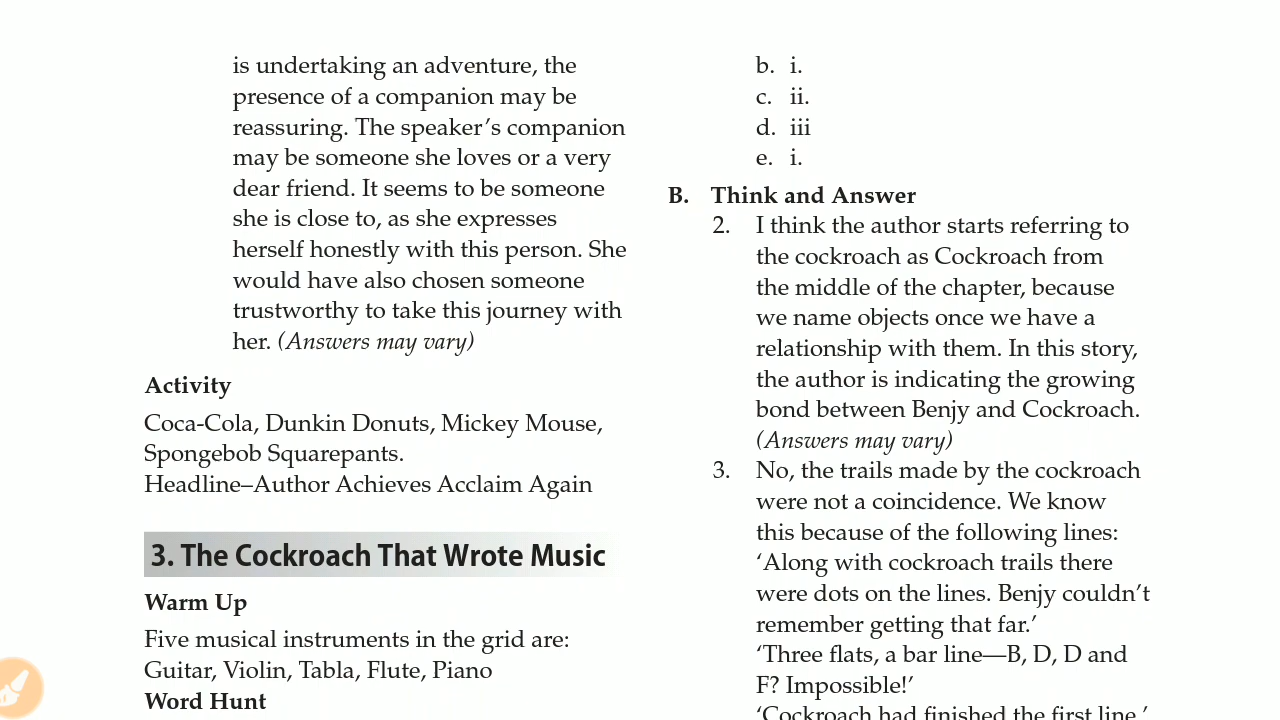 is undertaking an adventure, the
presence of a companion may be
reassuring. The speaker’s companion
may be someone she loves or a very
dear friend. It seems to be someone
she is close to, as she expresses
herself honestly with this person. She
would have also chosen someone
trustworthy to take this journey with
her. (Answers may vary)
Activity
Coca-Cola, Dunkin Donuts, Mickey Mouse,
Spongebob Squarepants.
Headline–Author Achieves Acclaim Again
3. The Cockroach That Wrote Music
Warm Up
Five musical instruments in the grid are:
Guitar, Violin, Tabla, Flute, Piano
Word Hunt
b. i.
c. ii.
d. iii
e. i.
B. Think and Answer
2. I think the author starts referring to
the cockroach as Cockroach from
the middle of the chapter, because
we name objects once we have a
relationship with them. In this story,
the author is indicating the growing
bond between Benjy and Cockroach.
(Answers may vary)
3. No, the trails made by the cockroach
were not a coincidence. We know
this because of the following lines:
‘Along with cockroach trails there
were dots on the lines. Benjy couldn’t
remember getting that far.’
‘Three flats, a bar line—B, D, D and
F? Impossible!’
‘Cockroach had finished the first line.’